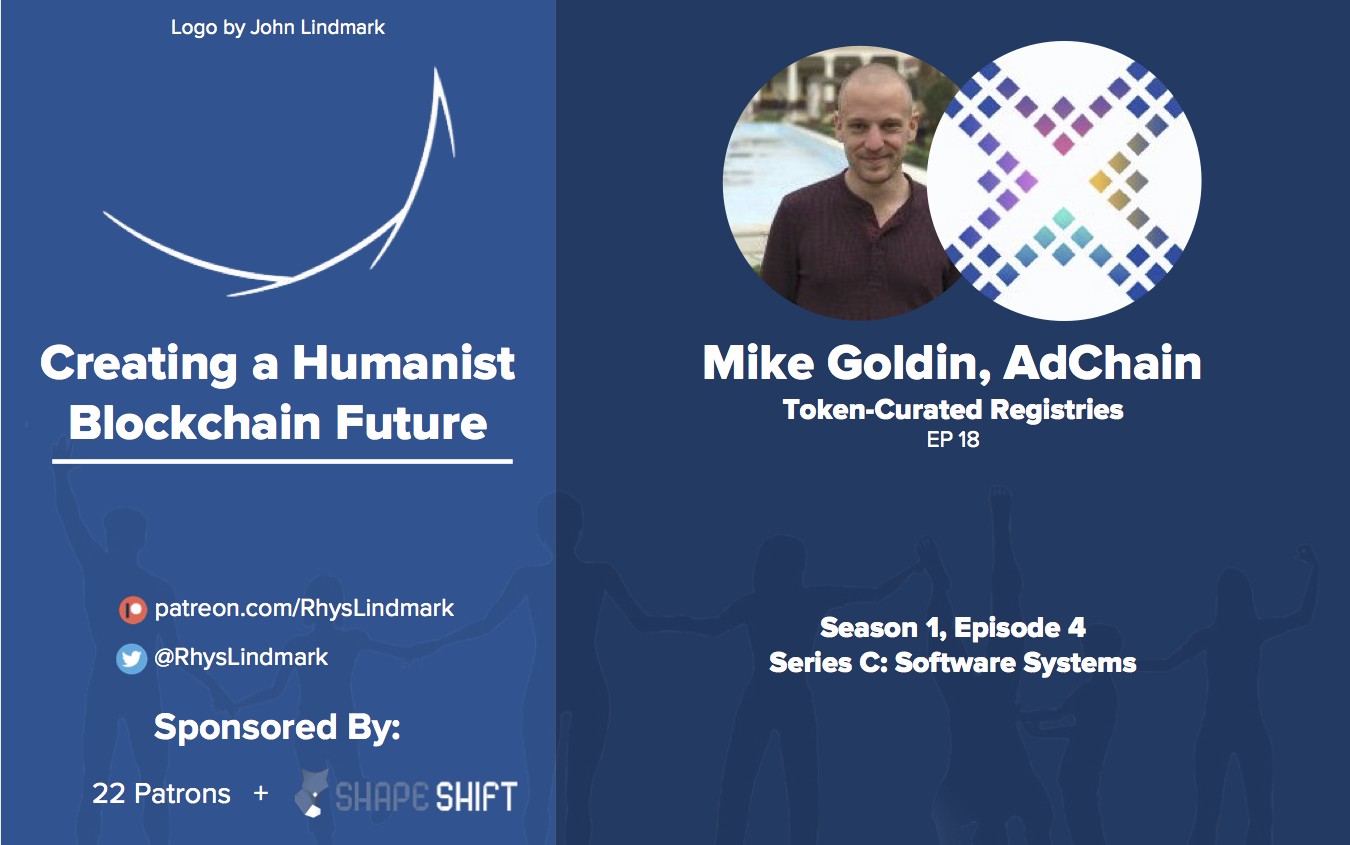 Logo by John Lindmark
Creating a Humanist
Blockchain Future
patreon.com/RhysLindmark
@RhysLindmark
Sponsored By:
22 Patrons + SHAPESHIFT
Mike Goldin, AdChain
Token-Curated Registries
EP 18
Season 1, Episode 4
Series C: Software Systems